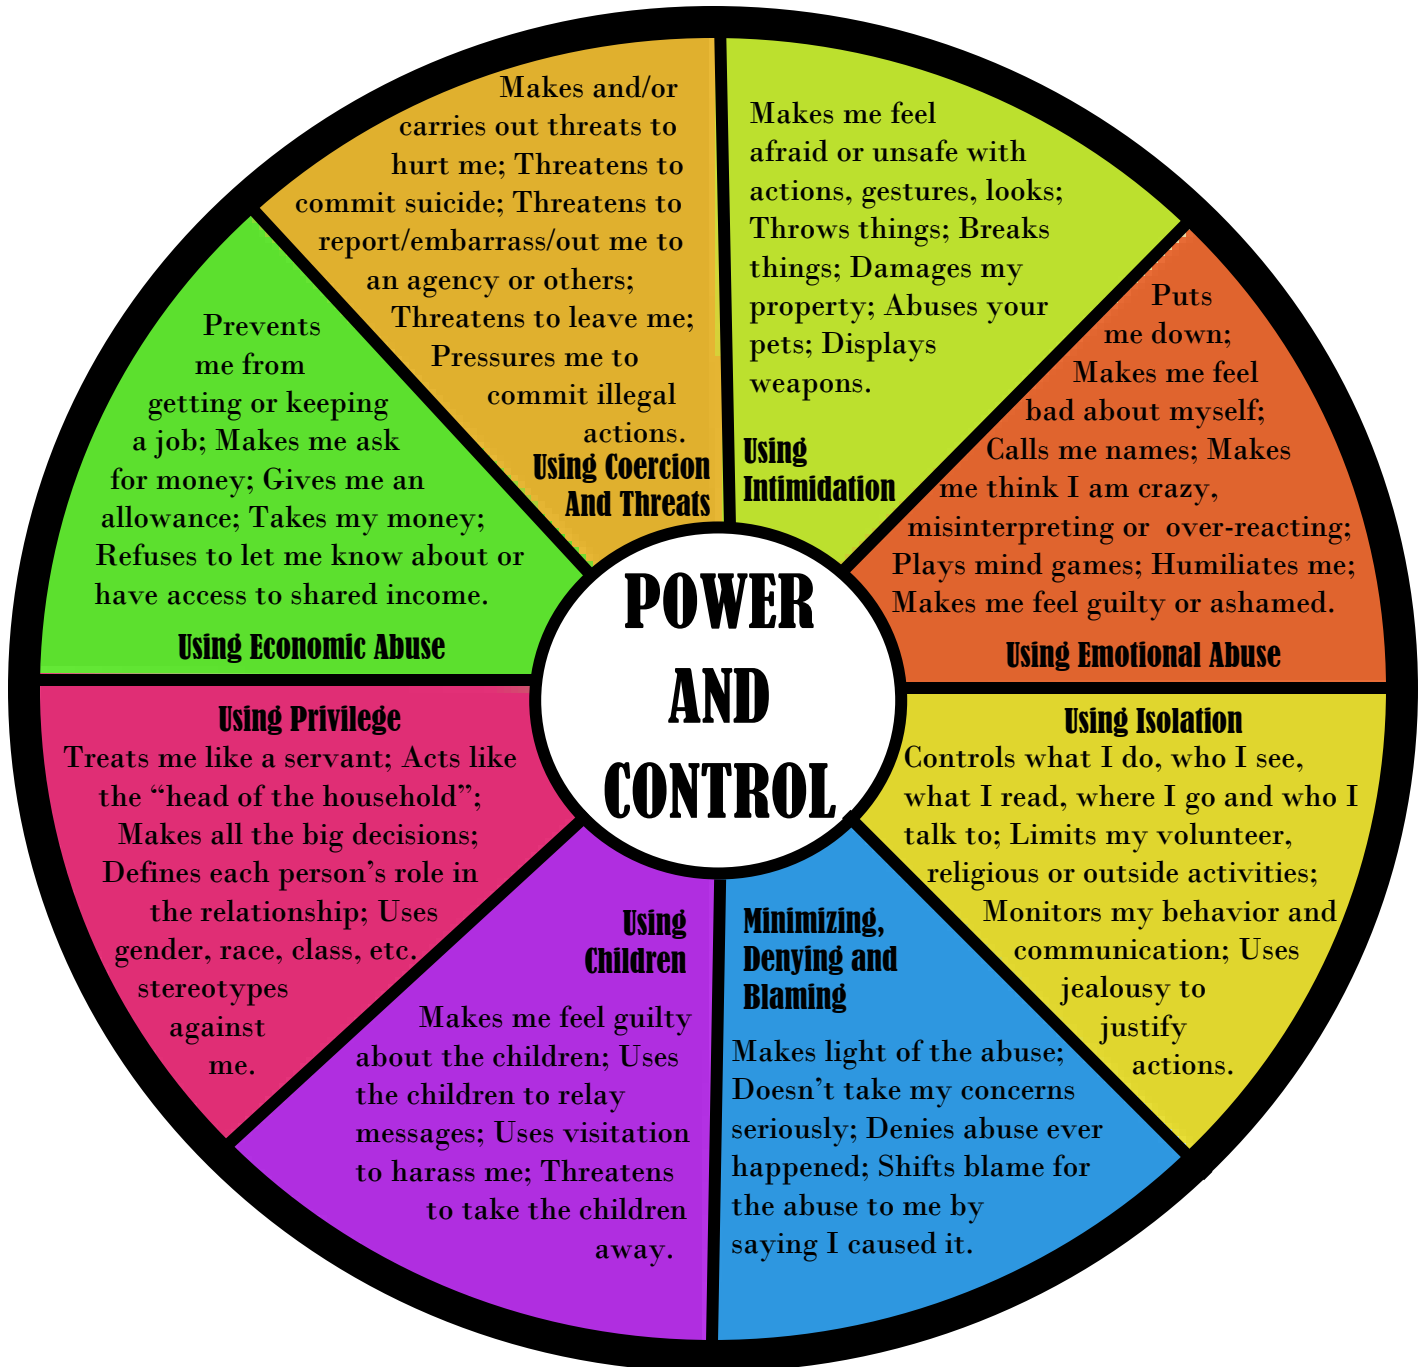 Makes and/or
carries out threats to
hurt me; Threatens to
commit suicide; Threatens to
report/embarrass/out me to
an agency or others;
Threatens to leave me;
Pressures me to
commit illegal
actions.
Using Coercion
And Threats
Makes me feel
afraid or unsafe with
actions, gestures, looks;
Throws things; Breaks
things; Damages my
property; Abuses your
pets; Displays
weapons.
Using
Intimidation
Puts
me down;
Makes me feel
bad about myself;
Calls me names; Makes
me think I am crazy,
misinterpreting or over-reacting;
Plays mind games; Humiliates me;
Makes me feel guilty or ashamed.
Using Emotional Abuse
Using Isolation
Controls what I do, who I see,
what I read, where I go and who I
talk to; Limits my volunteer,
religious or outside activities;
Monitors my behavior and
communication; Uses
jealousy to
justify
actions.
Minimizing,
Denying and
Blaming
Makes light of the abuse;
Doesn’t take my concerns
seriously; Denies abuse ever
happened; Shifts blame for
the abuse to me by
saying I caused it.
Using
Children
Makes me feel guilty
about the children; Uses
the children to relay
messages; Uses visitation
to harass me; Threatens
to take the children
away.
Using Privilege
Treats me like a servant; Acts like
the “head of the household”;
Makes all the big decisions;
Defines each person’s role in
the relationship; Uses
gender, race, class, etc.
stereotypes
against
me.
Prevents
me from
getting or keeping
a job; Makes me ask
for money; Gives me an
allowance; Takes my money;
Refuses to let me know about or
have access to shared income.
Using Economic Abuse
POWER
AND
CONTROL